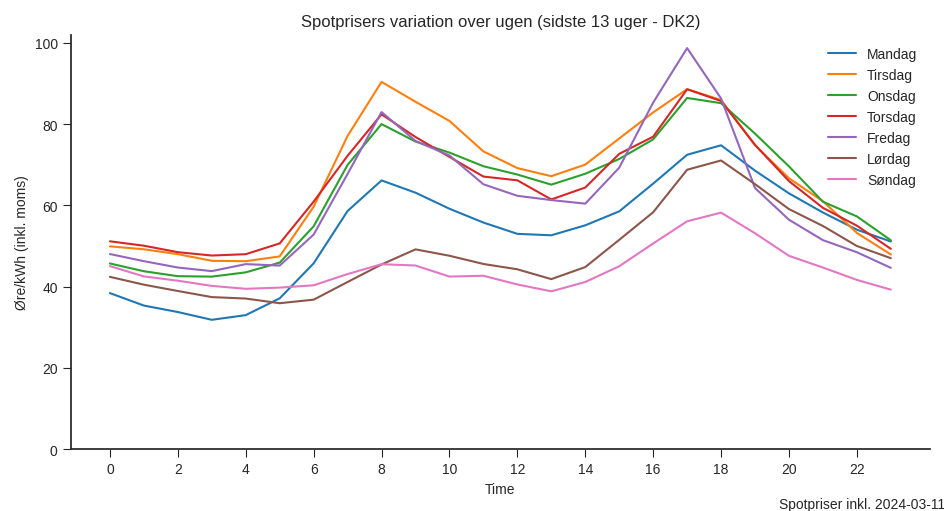 Spotprisers variation over ugen (sidste 13 uger - DK2)
100
80
60
40
20
0
Øre/kWh (inkl. moms)
Mandag
Tirsdag
Onsdag
Torsdag
Fredag
Lørdag
Søndag
0 2 4 6 8 10 12 14 16 18 20 22
Time
Spotpriser inkl. 2024-03-11